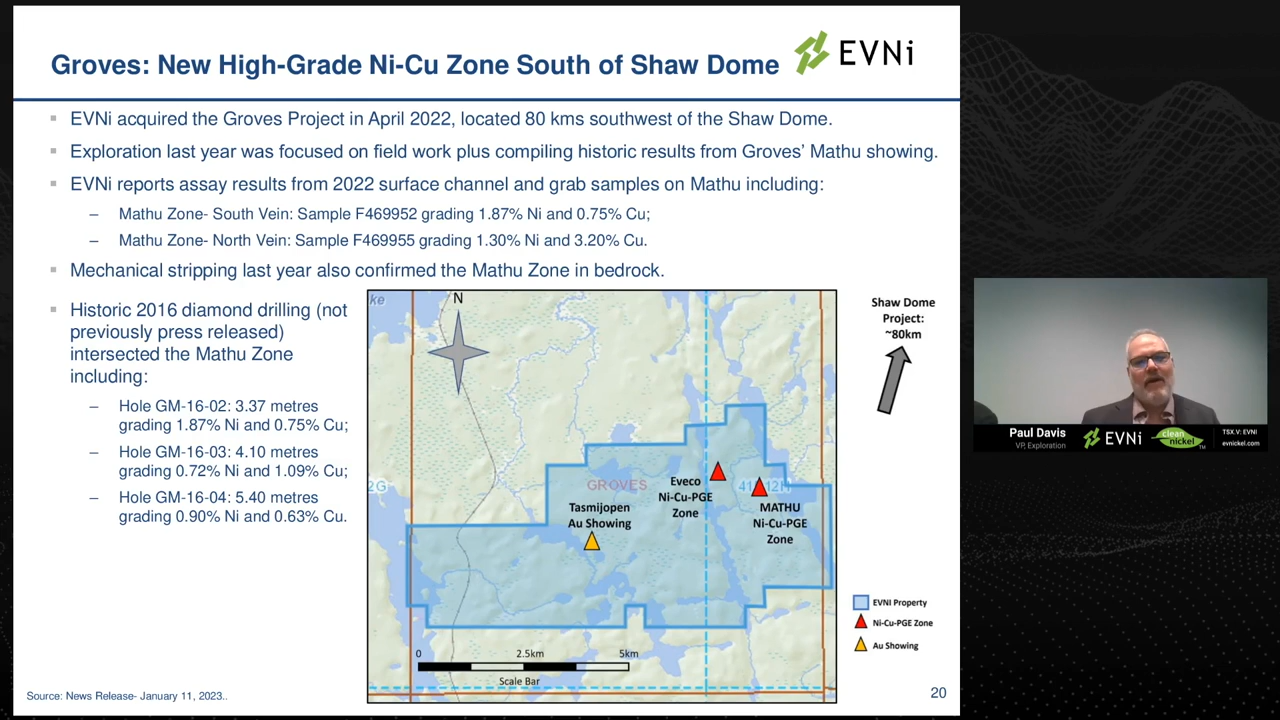 Groves: New High-Grade Ni-Cu Zone South of Shaw Dome
EVNi
EVNi acquired the Groves Project in April 2022, located 80 kms southwest of the Shaw Dome.
Exploration last year was focused on field work plus compiling historic results from Groves' Mathu showing.
EVNi reports assay results from 2022 surface channel and grab samples on Mathu including:
– Mathu Zone- South Vein: Sample F469952 grading 1.87% Ni and 0.75% Cu;
– Mathu Zone- North Vein: Sample F469955 grading 1.30% Ni and 3.20% Cu.
Mechanical stripping last year also confirmed the Mathu Zone in bedrock.
Historic 2016 diamond drilling (not
previously press released)
intersected the Mathu Zone
including:
– Hole GM-16-02: 3.37 metres
grading 1.87% Ni and 0.75% Cu;
– Hole GM-16-03: 4.10 metres
grading 0.72% Ni and 1.09% Cu;
– Hole GM-16-04: 5.40 metres
grading 0.90% Ni and 0.63% Cu.
ke
N
2G
GROVES
Eveco
Ni-Cu-PGE
Zone
Tasmijopen
Au Showing
MATHU
Ni-Cu-PGE
Zone
0 2.5km 5km
Scale Bar
Shaw Dome
Project:
~80km
EVNI Property
Ni-Cu-PGE Zone
Au Showing
Source: News Release- January 11, 2023..
20
Paul Davis
VP, Exploration
EVNi
clean
nickel
TM
TSX.V: EVNI
evnickel.com